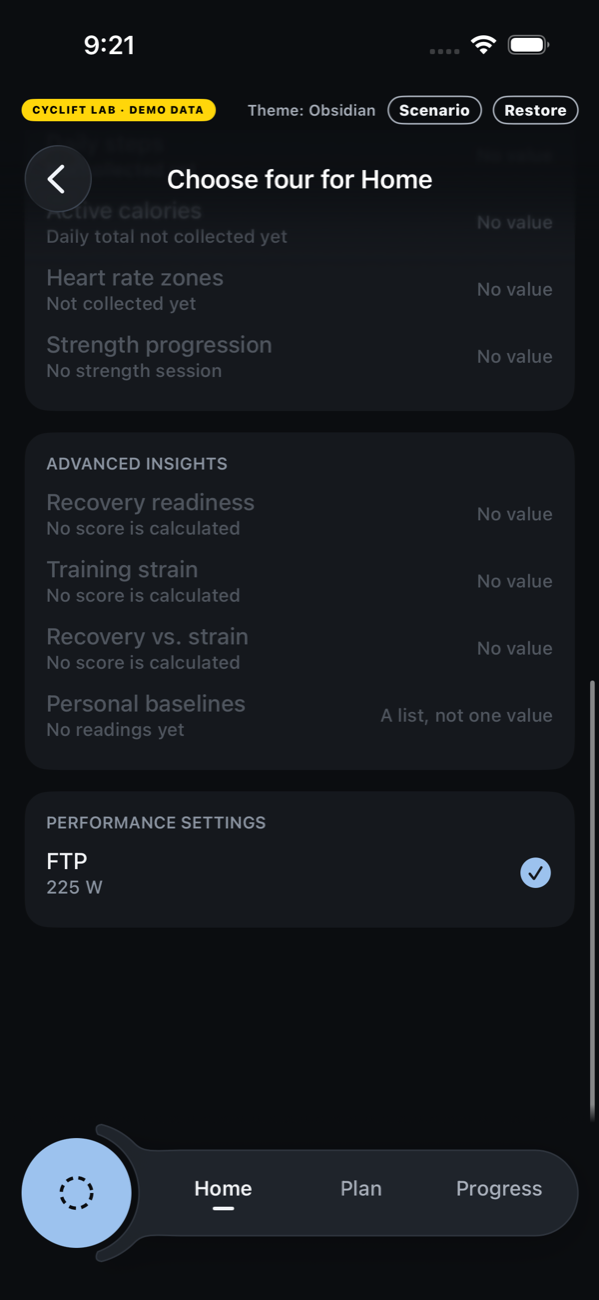 9:21
CYCLIFT LAB · DEMO DATA
Theme: Obsidian
Scenario
Restore
Choose four for Home
Active calories
Daily total not collected yet
No value
Heart rate zones
Not collected yet
No value
Strength progression
No strength session
No value
ADVANCED INSIGHTS
Recovery readiness
No score is calculated
No value
Training strain
No score is calculated
No value
Recovery vs. strain
No score is calculated
No value
Personal baselines
No readings yet
A list, not one value
PERFORMANCE SETTINGS
FTP
225 W
Home
Plan
Progress